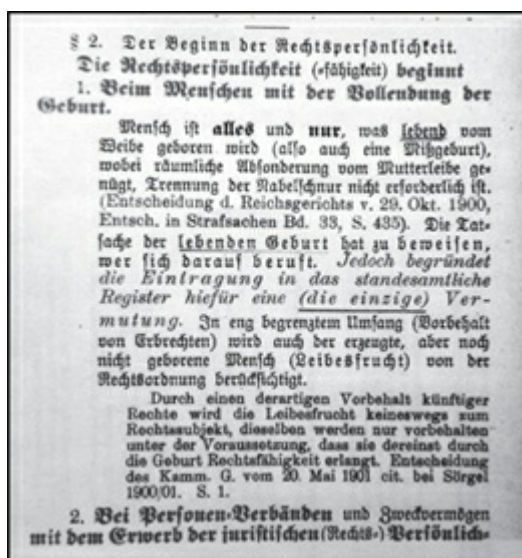 § 2. Der Beginn der Rechtspersönlichkeit.
Die Rechtspersönlichkeit (-fähigkeit) beginnt
1. Beim Menschen mit der Vollendung der
Geburt.
Mensch ist alles und nur, was lebend vom
Weibe geboren wird (also auch eine Mißgeburt),
wobei räumliche Absonderung vom Mutterleibe ge-
nügt, Trennung der Nabelschnur nicht erforderlich ist.
(Entscheidung d. Reichsgerichts v. 29. Okt. 1900,
Entsch. in Strafsachen Bd. 33, S. 435). Die Tat-
sache der lebenden Geburt hat zu beweisen,
wer sich darauf beruft. Jedoch begründet
die Eintragung in das standesamtliche
Register hiefür eine (die einzige) Ver-
mutung. In eng begrenztem Umfang (Vorbehalt
von Erbrechten) wird auch der erzeugte, aber noch
nicht geborene Mensch (Leibesfrucht) von der
Rechtsordnung berücksichtigt.
Durch einen derartigen Vorbehalt künftiger
Rechte wird die Leibesfrucht keineswegs zum
Rechtssubjekt, dieselben werden nur vorbehalten
unter der Voraussetzung, dass sie dereinst durch
die Geburt Rechtsfähigkeit erlangt. Entscheidung
des Kamm. G. vom 20. Mai 1901 cit. bei Sörgel
1900/01. S. 1.
2. Bei Personen-Verbänden und Zweckvermögen
mit dem Erwerb der juristischen (Rechts-) Persönlich-